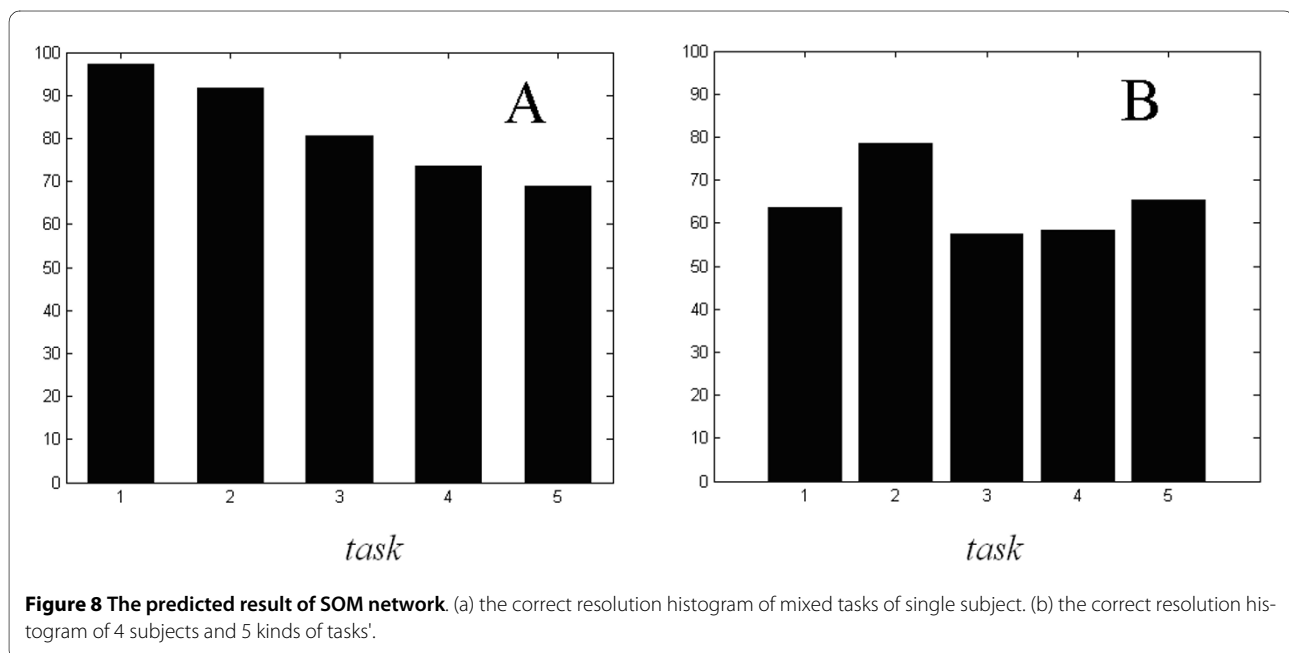 100
90
80
70
60
50
40
30
20
10
0
A
1 2 3 4 5
task
100
90
80
70
60
50
40
30
20
10
0
B
1 2 3 4 5
task
Figure 8 The predicted result of SOM network. (a) the correct resolution histogram of mixed tasks of single subject. (b) the correct resolution his-
togram of 4 subjects and 5 kinds of tasks'.